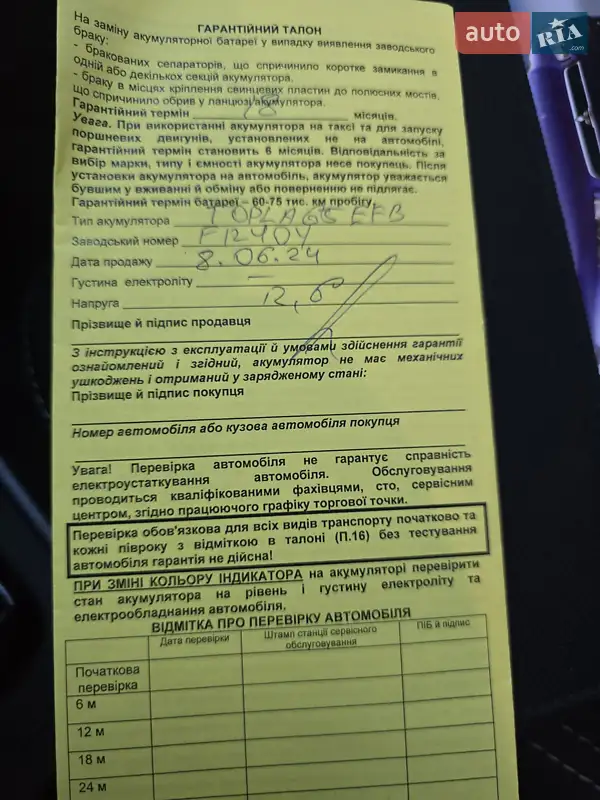 auto RIA .com
ГАРАНТІЙНИЙ ТАЛОН
На заміну акумуляторної батареї у випадку виявлення заводського
браку:
- бракованих сепараторів, що спричинило коротке замикання в
одній або декількох секцій акумулятора.
- браку в місцях кріплення свинцевих пластин до полюсних мостів,
що спричинило обрив у ланцюзі акумулятора.
Гарантійний термін 18 місяців.
Увага. При використанні акумулятора на таксі та для запуску
поршневих двигунів, установлених не на автомобілі,
гарантійний термін становить 6 місяців. Відповідальність за
вибір марки, типу і ємності акумулятора несе покупець. Після
установки акумулятора на автомобіль, акумулятор уважається
бувшим у вживанні й обміну або поверненню не підлягає.
Гарантійний термін батареї – 60-75 тис. км пробігу.
Тип акумулятора TOPLA 65 EFB
Заводський номер F12404
Дата продажу 8.06.24
Густина електроліту —
Напруга 12,6
Прізвище й підпис продавця
З інструкцією з експлуатації й умовами здійснення гарантії
ознайомлений і згідний, акумулятор не має механічних
ушкоджень і отриманий у зарядженому стані:
Прізвище й підпис покупця
Номер автомобіля або кузова автомобіля покупця
Увага! Перевірка автомобіля не гарантує справність
електроустаткування автомобіля. Обслуговування
проводиться кваліфікованими фахівцями, сто, сервісним
центром, згідно працюючого графіку торгової точки.
Перевірка обов'язкова для всіх видів транспорту початково та
кожні півроку з відміткою в талоні (П.16) без тестування
автомобіля гарантія не дійсна!
ПРИ ЗМІНІ КОЛЬОРУ ІНДИКАТОРА на акумуляторі перевірити
стан акумулятора на рівень і густину електроліту та
електрообладнання автомобіля.
ВІДМІТКА ПРО ПЕРЕВІРКУ АВТОМОБІЛЯ
Дата перевірки Штамп станції сервісного обслуговування ПІБ й підпис
Початкова
перевірка
6 м
12 м
18 м
24 м